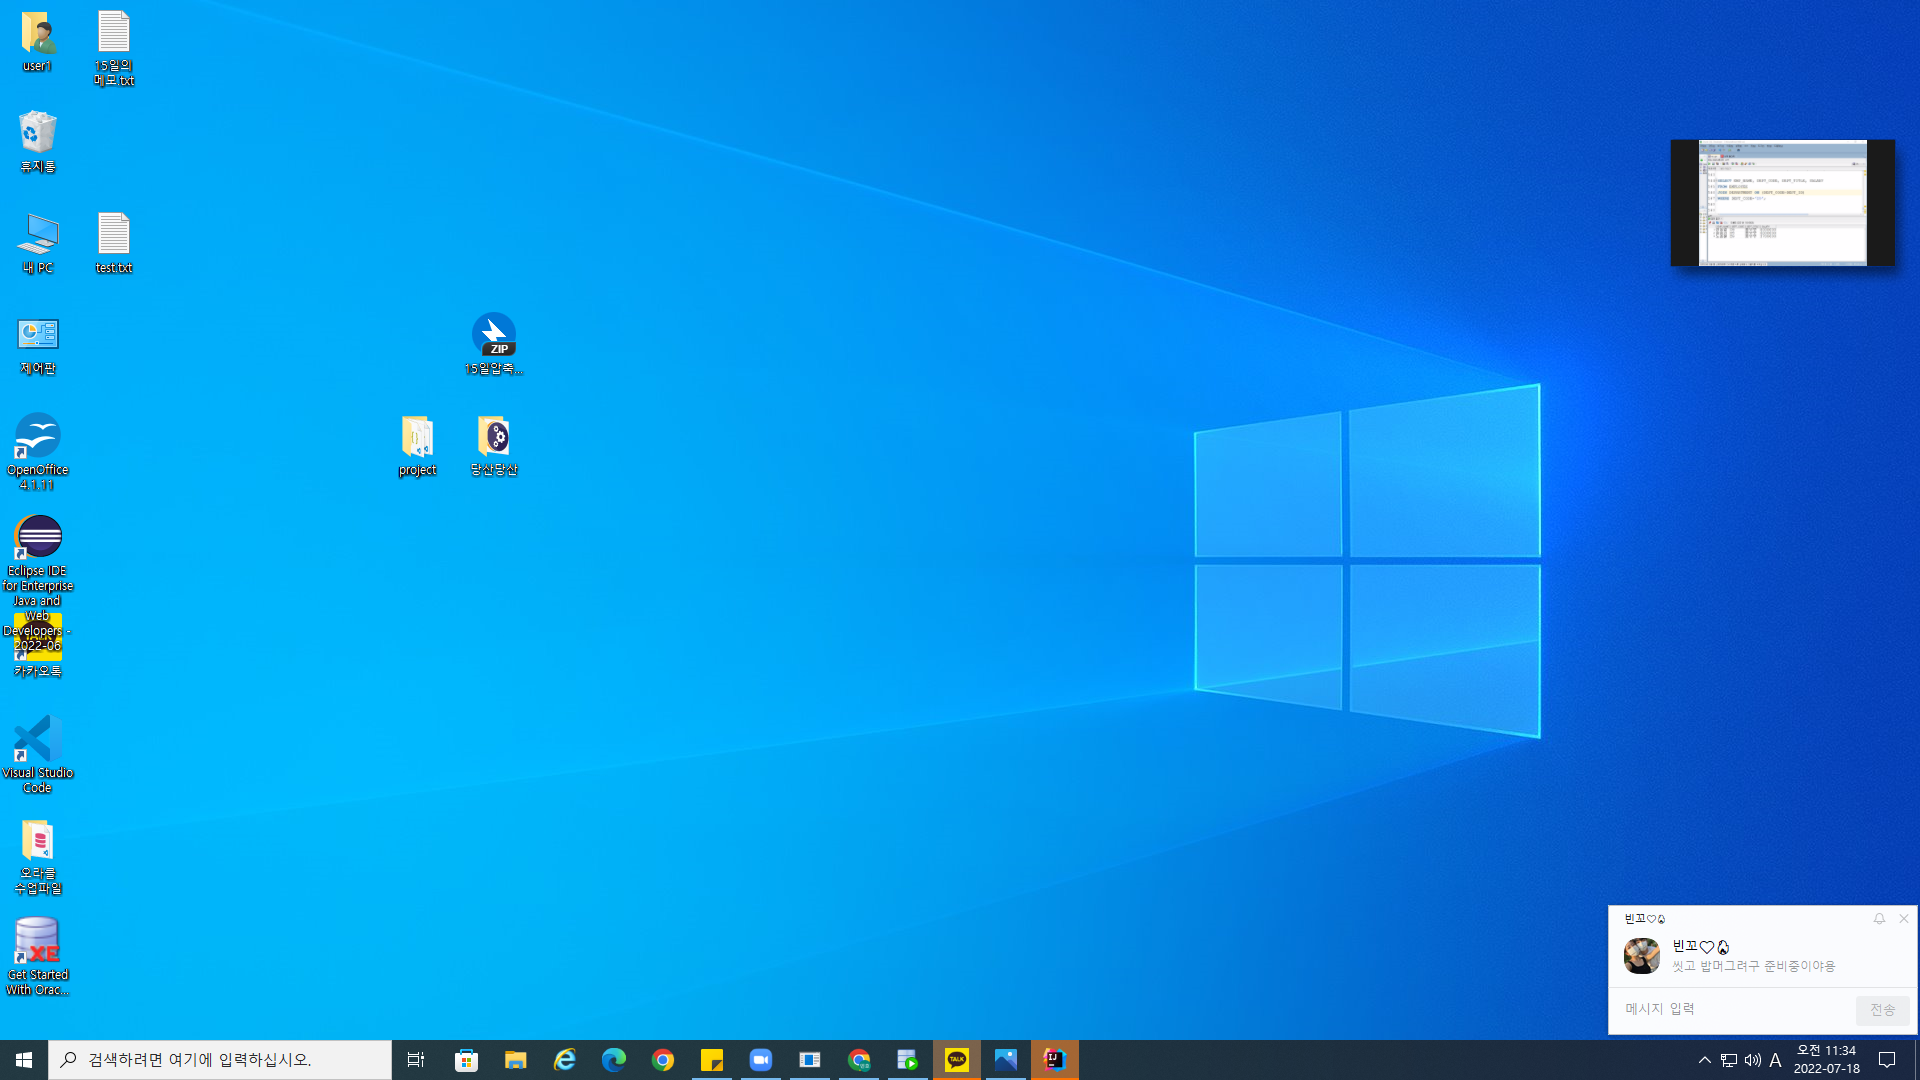 user1
15일의
메모.txt
휴지통
내 PC
test.txt
제어판
ZIP
15일압축...
OpenOffice
4.1.11
project
당산당산
Eclipse IDE
for Enterprise
Java and
Web
Developers -
2022-06
카카오톡
Visual Studio
Code
오라클
수업파일
XE
Get Started
With Orac...
빈꼬♡
빈꼬♡
씻고 밥머그려구 준비중이야용
메시지 입력
전송
검색하려면 여기에 입력하십시오.
TALK
IJ
A
오전 11:34
2022-07-18